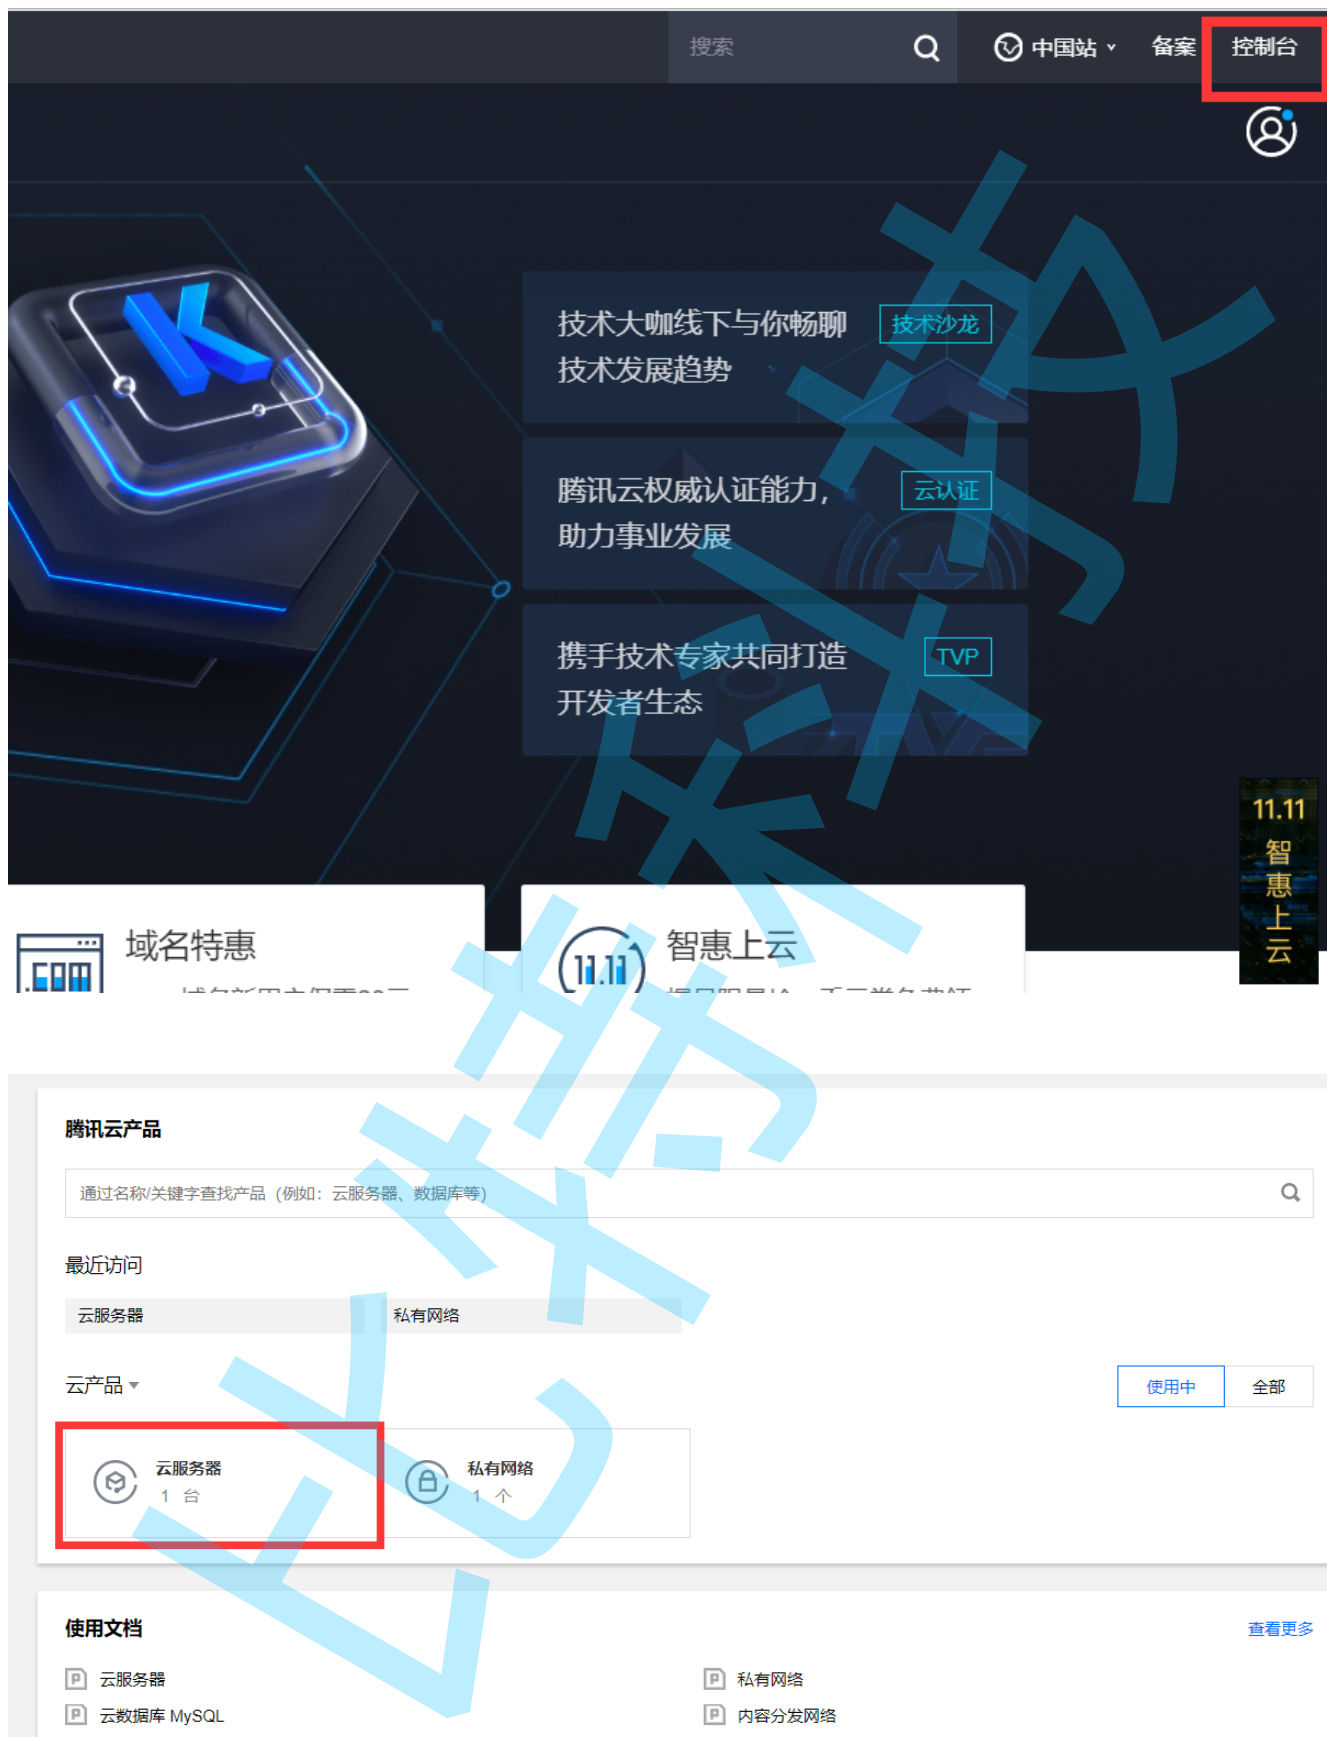 搜索
中国站
备案
控制台
K
技术大咖线下与你畅聊
技术发展趋势
技术沙龙
腾讯云权威认证能力，
助力事业发展
云认证
携手技术专家共同打造
开发者生态
TVP
11.11
智
惠
上
云
.COM
域名特惠
11.11
智惠上云
腾讯云产品
通过名称/关键字查找产品（例如：云服务器、数据库等）
最近访问
云服务器
私有网络
云产品
使用中
全部
云服务器
1 台
私有网络
1 个
使用文档
查看更多
云服务器
私有网络
云数据库 MySQL
内容分发网络
比特科技